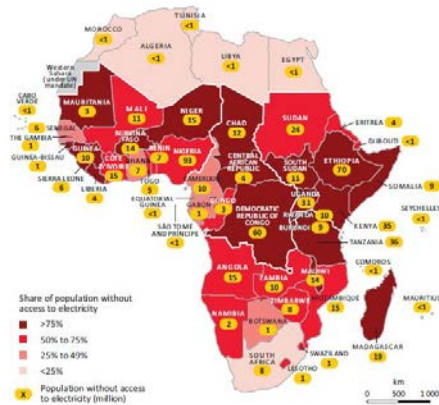 TUNISIA
<1
MOROCCO
<1
ALGERIA
<1
LIBYA
<1
EGYPT
<1
Western
Sahara (under UN
mandate)
CABO
VERDE
<1
MAURITANIA
3
MALI
11
NIGER
15
CHAD
12
SUDAN
24
ERITREA 4
DJIBOUTI
<1
6
SENEGAL
THE GAMBIA
1
GUINEA-BISSAU
1
GUINEA
10
SIERRA LEONE
6
LIBERIA
4
BURKINA
FASO
14
CÔTE
D'IVOIRE
15
GHANA
7
BENIN
7
TOGO
5
NIGERIA
93
CAMEROON
10
CENTRAL
AFRICAN
REPUBLIC
4
SOUTH
SUDAN
11
ETHIOPIA
70
SOMALIA 9
EQUATORIAL
GUINEA
<1
SÃO TOMÉ
AND PRÍNCIPE
<1
GABON
1
CONGO
3
DEMOCRATIC
REPUBLIC OF
CONGO
60
UGANDA
31
RWANDA 10
BURUNDI 9
KENYA 35
TANZANIA 36
SEYCHELLES
<1
COMOROS
<1
ANGOLA
15
ZAMBIA
10
MALAWI
14
MOZAMBIQUE
15
ZIMBABWE
8
NAMIBIA
2
BOTSWANA
1
SOUTH
AFRICA
8
SWAZILAND
1
LESOTHO
1
MADAGASCAR
19
MAURITIUS
<1
Share of population without
access to electricity
>75%
50% to 75%
25% to 49%
<25%
X Population without access
to electricity (million)
km
0 500 1 000